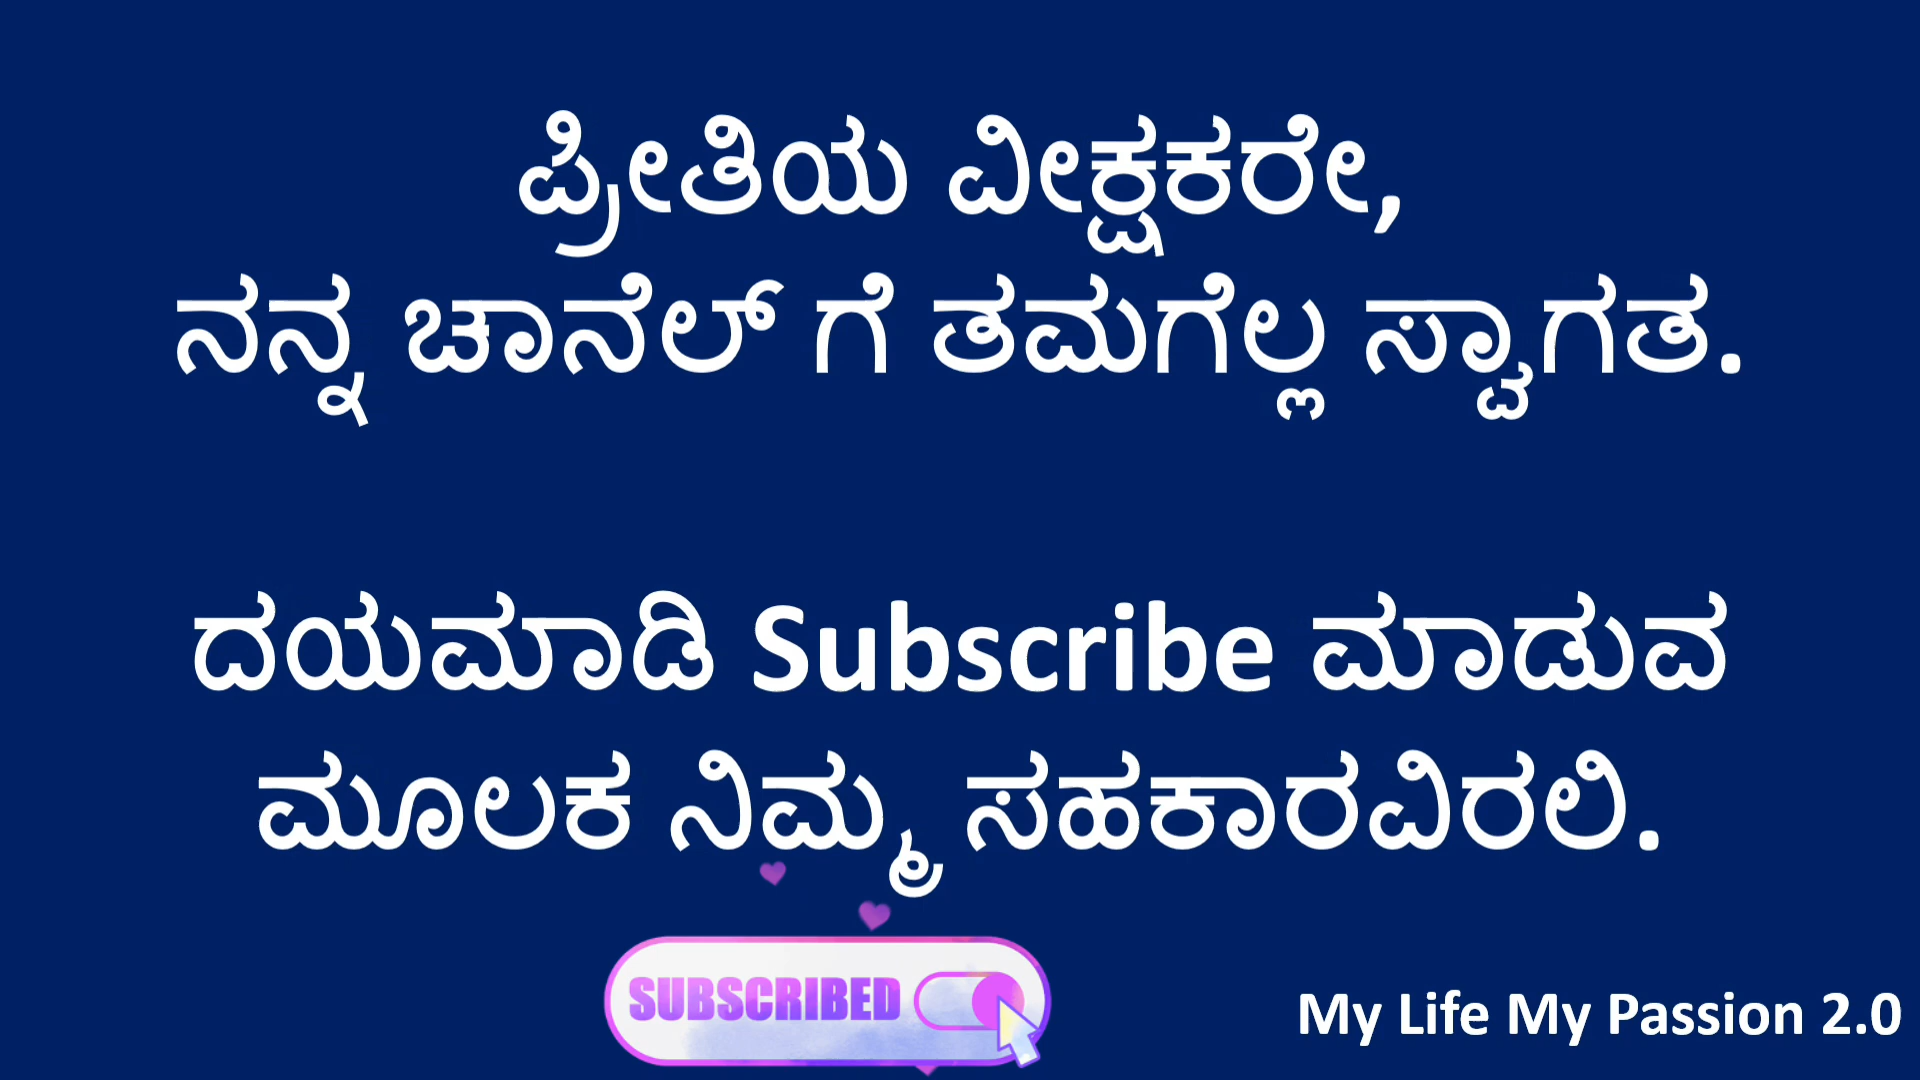 ಪ್ರೀತಿಯ ವೀಕ್ಷಕರೇ,
ನನ್ನ ಚಾನೆಲ್ ಗೆ ತಮಗೆಲ್ಲ ಸ್ವಾಗತ.
ದಯಮಾಡಿ Subscribe ಮಾಡುವ
ಮೂಲಕ ನಿಮ್ಮ ಸಹಕಾರವಿರಲಿ.
SUBSCRIBED
My Life My Passion 2.0